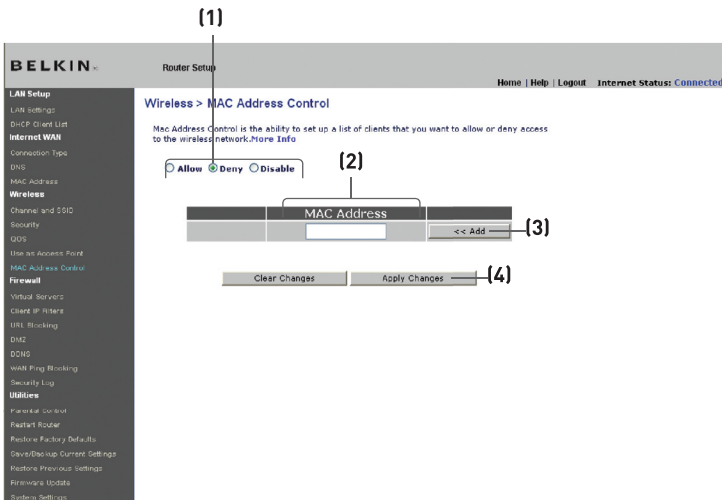 (1)
BELKIN
Router Setup
Home | Help | Logout Internet Status: Connected
LAN Setup
LAN Settings
DHCP Client List
Internet WAN
Connection Type
DNS
MAC Address
Wireless
Channel and SSID
Security
QOS
Use as Access Point
MAC Address Control
Firewall
Virtual Servers
Client IP Filters
URL Blocking
DMZ
DDNS
WAN Ping Blocking
Security Log
Utilities
Parental Control
Restart Router
Restore Factory Defaults
Save/Backup Current Settings
Restore Previous Settings
Firmware Update
System Settings
Wireless > MAC Address Control
Mac Address Control is the ability to set up a list of clients that you want to allow or deny access
to the wireless network.More Info
Allow Deny Disable
(2)
MAC Address
<< Add (3)
Clear Changes Apply Changes (4)